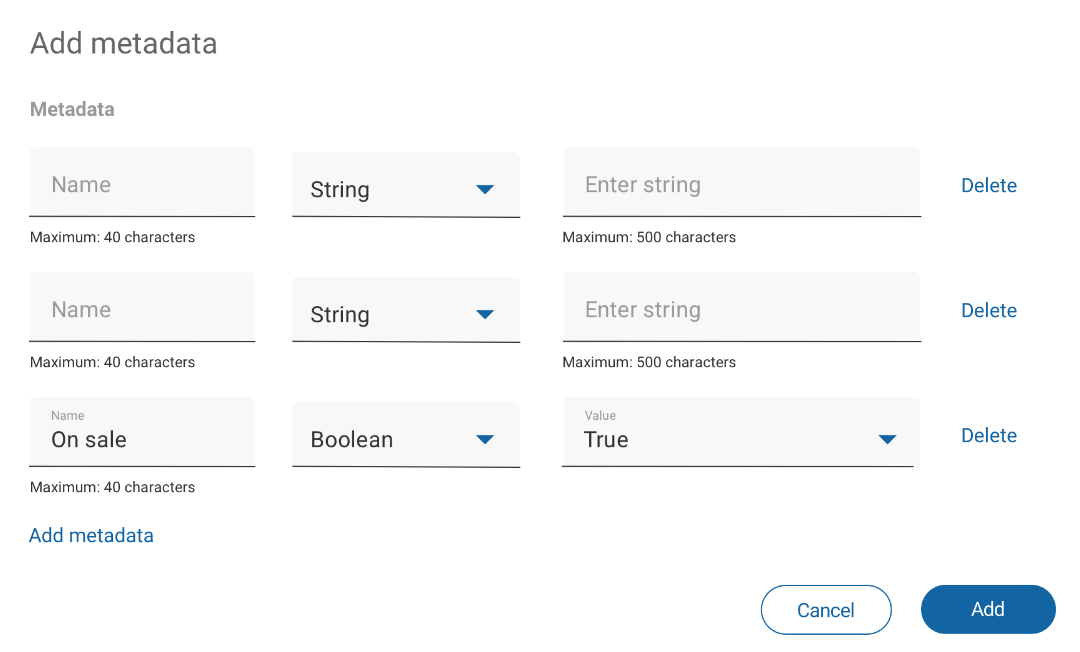 Add metadata
Metadata
Name String Enter string Delete
Maximum: 40 characters Maximum: 500 characters
Name String Enter string Delete
Maximum: 40 characters Maximum: 500 characters
Name Value
On sale Boolean True Delete
Maximum: 40 characters
Add metadata
Cancel Add